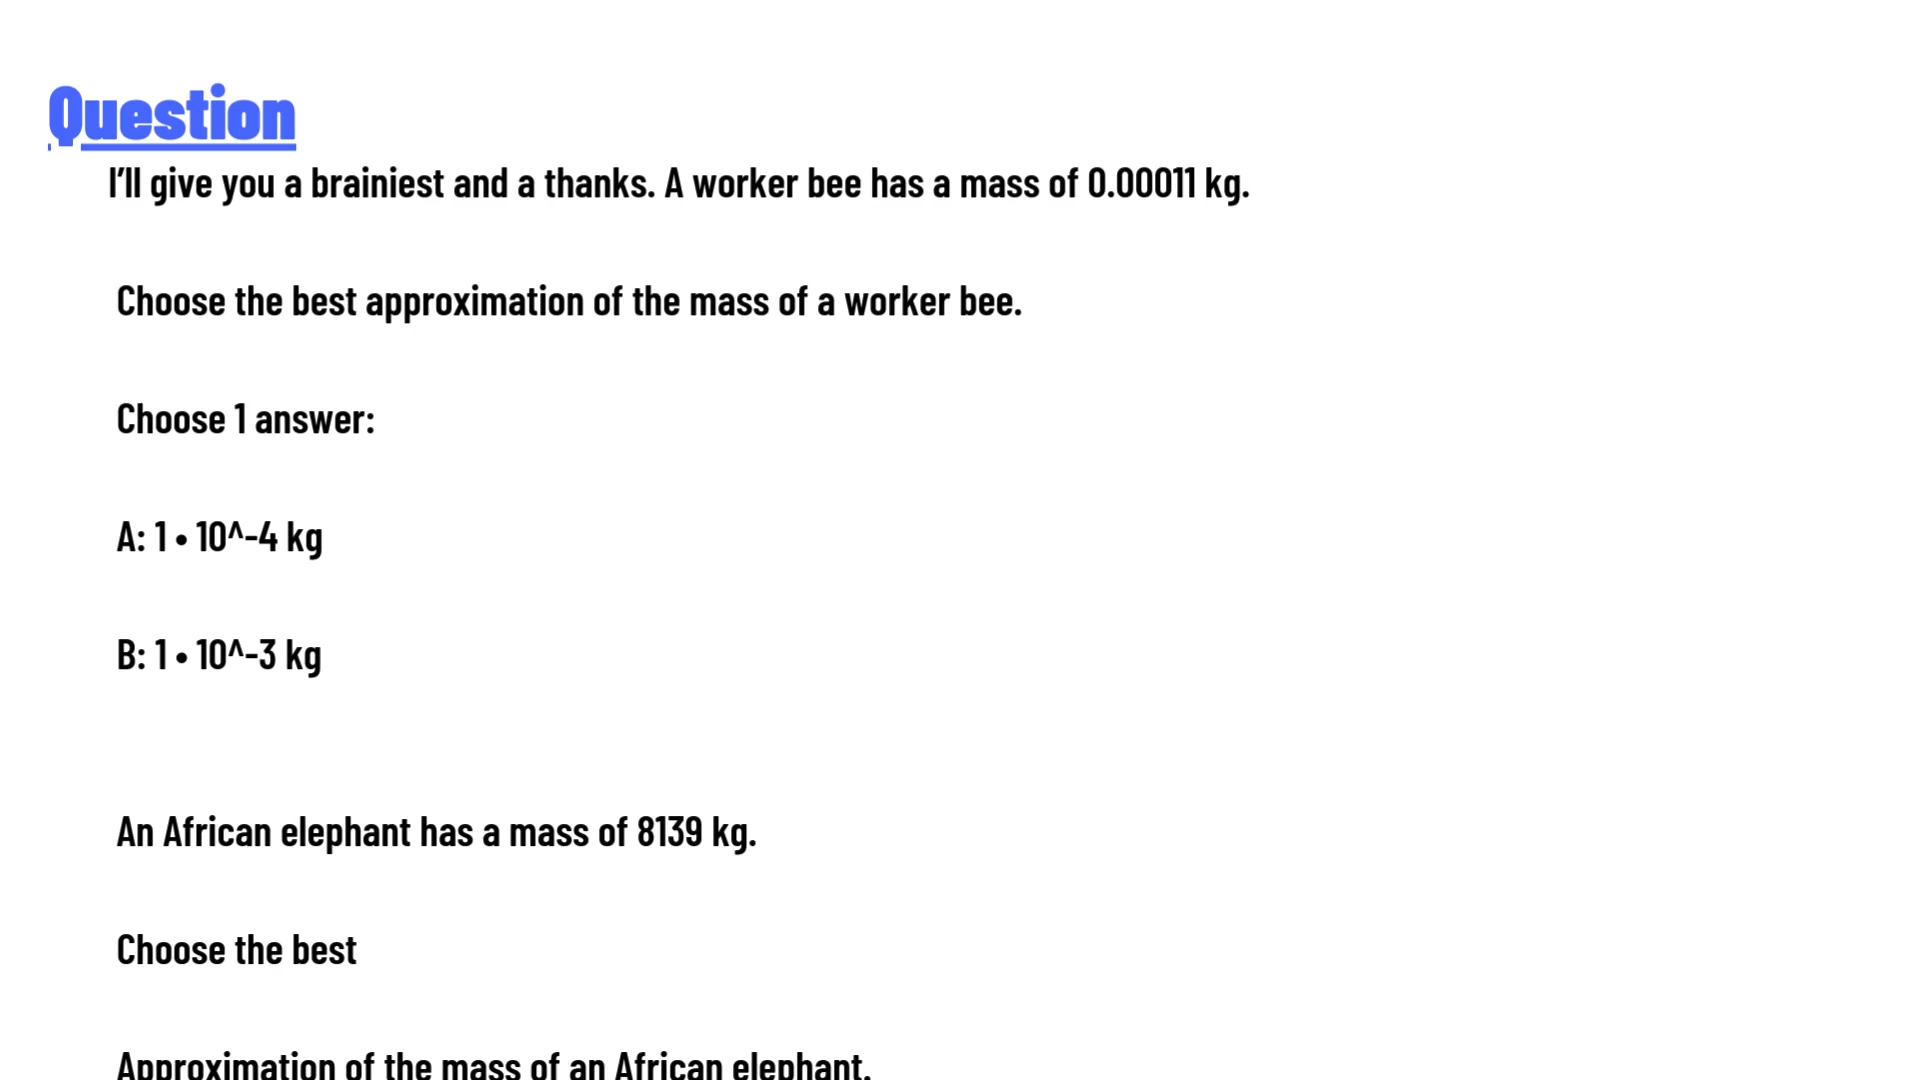 Question
I’ll give you a brainiest and a thanks. A worker bee has a mass of 0.00011 kg.
Choose the best approximation of the mass of a worker bee.
Choose 1 answer:
A: 1 • 10^-4 kg
B: 1 • 10^-3 kg
An African elephant has a mass of 8139 kg.
Choose the best
Approximation of the mass of an African elephant.